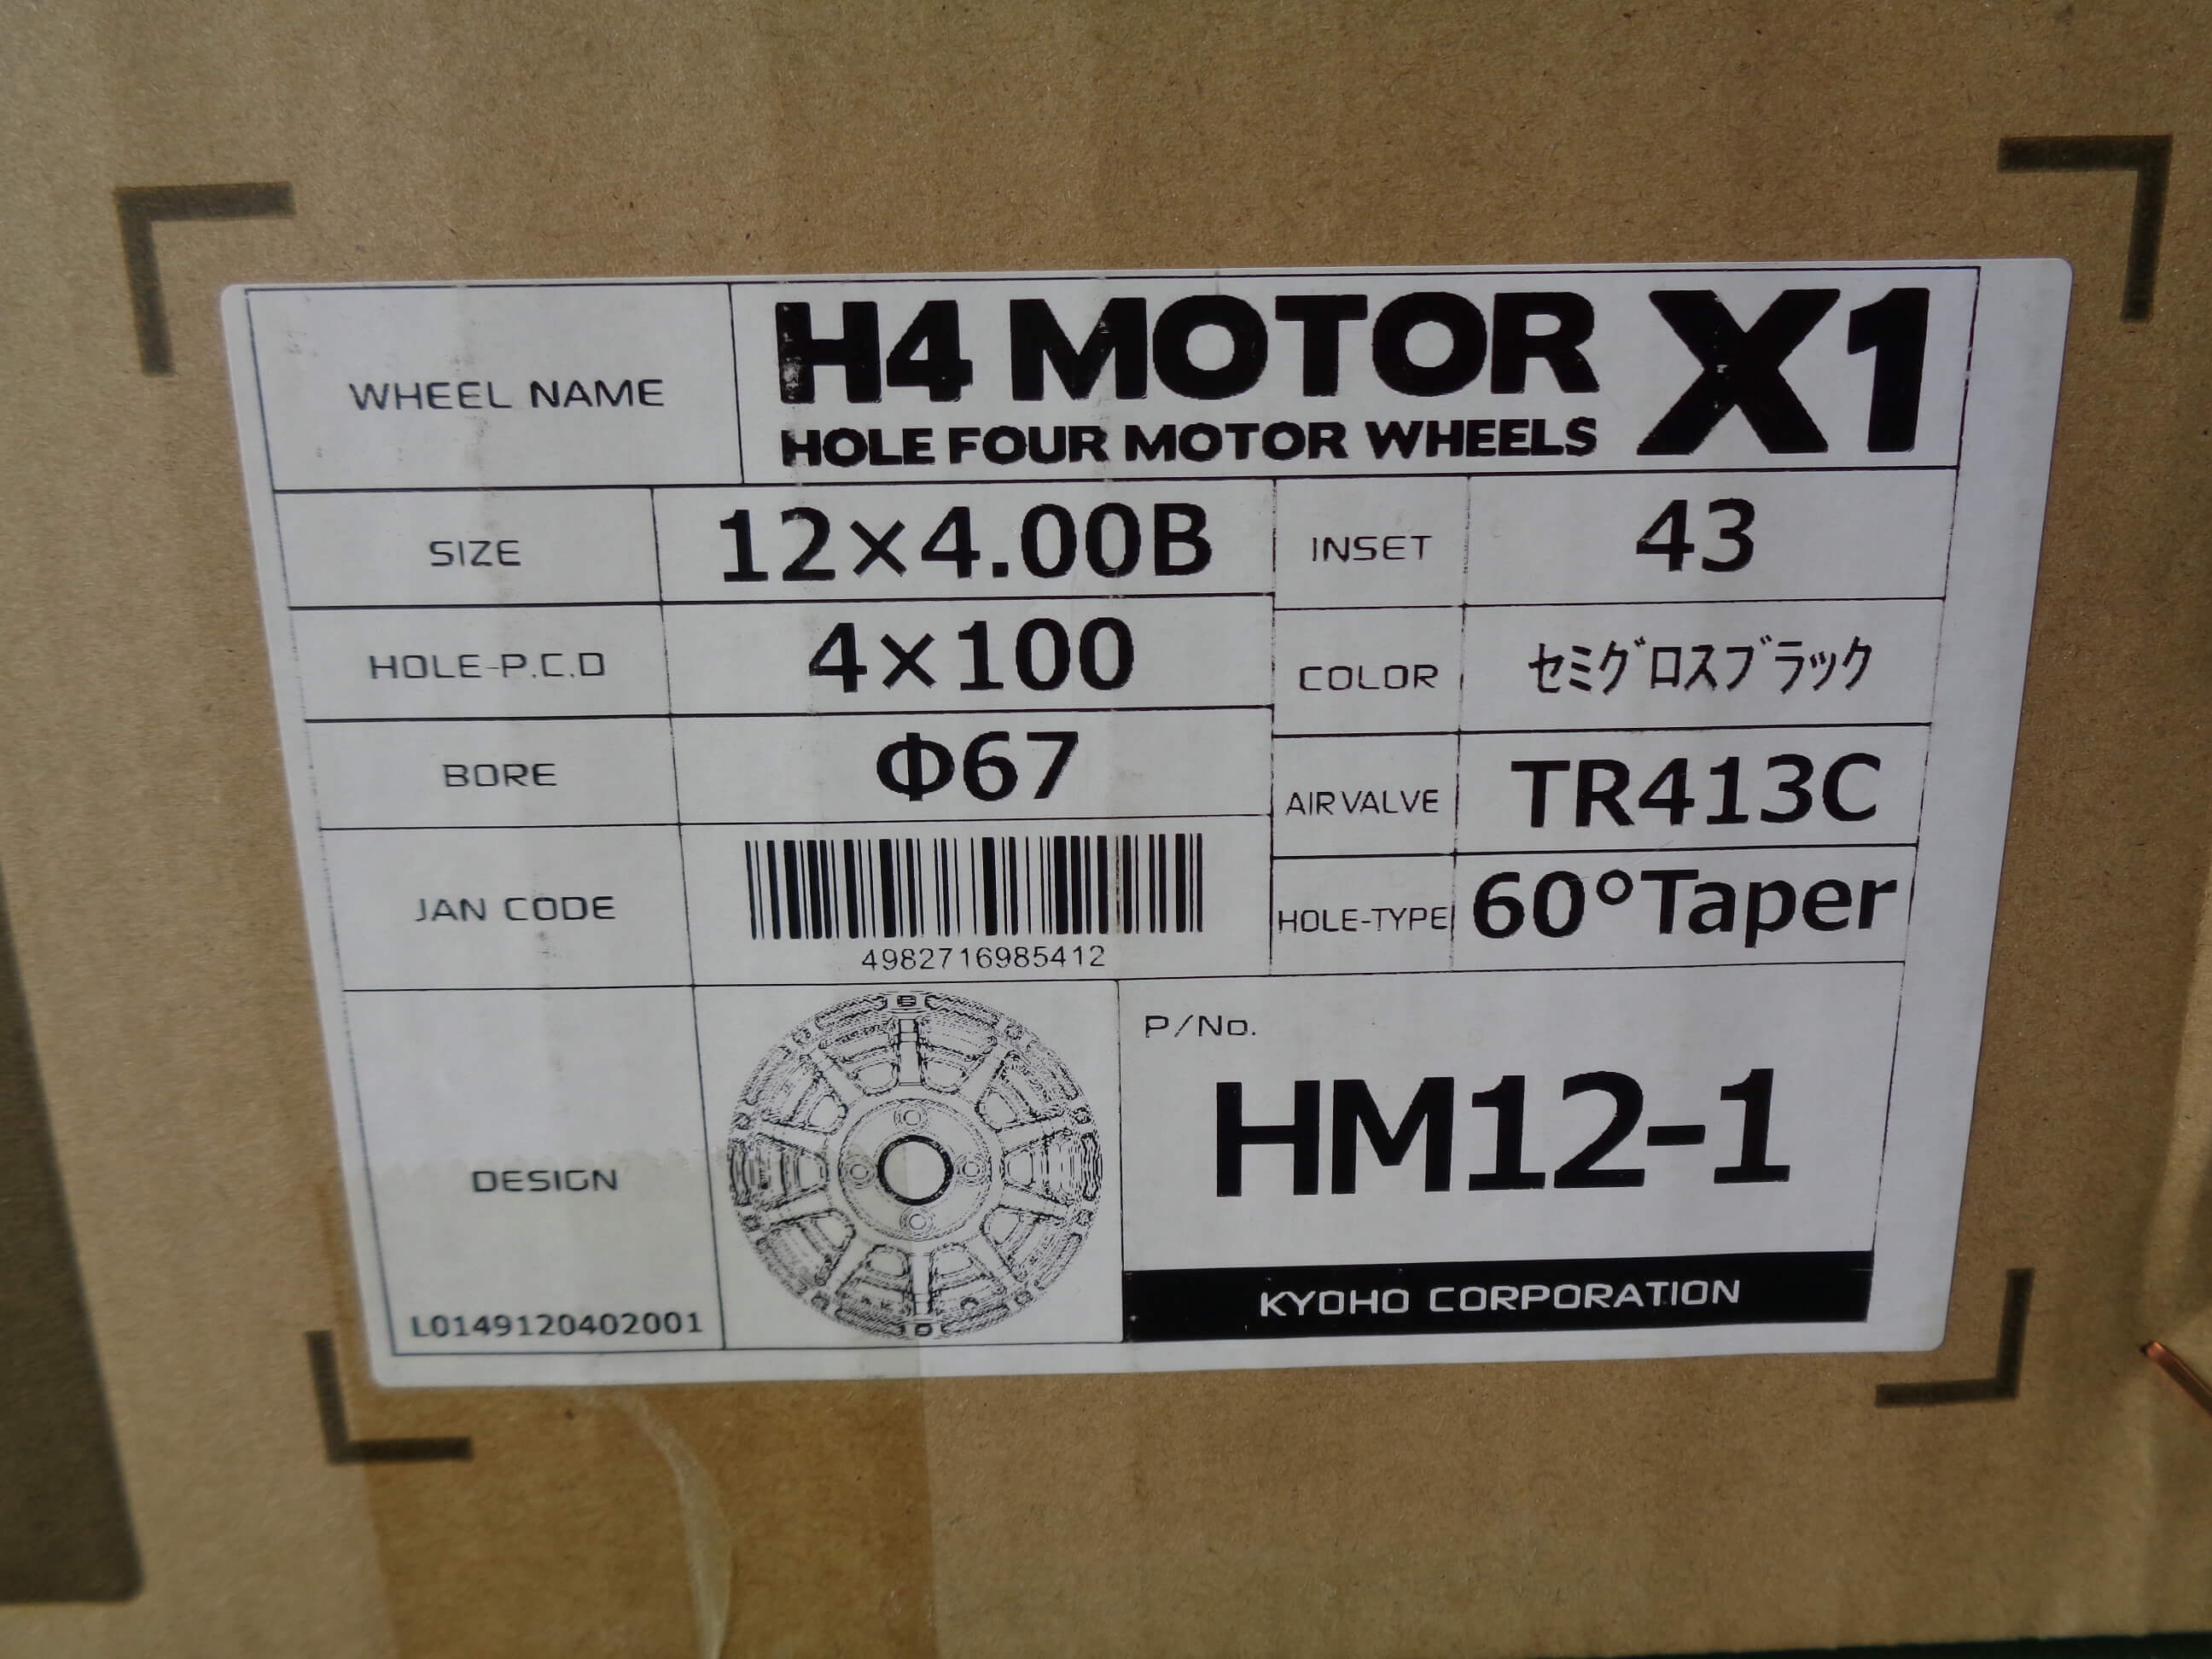 WHEEL NAME
H4 MOTOR X1
HOLE FOUR MOTOR WHEELS
SIZE 12×4.00B
INSET 43
HOLE-P.C.D 4×100
COLOR セミグロスブラック
BORE Φ67
AIR VALVE TR413C
JAN CODE
4982716985412
HOLE-TYPE 60°Taper
DESIGN
L0149120402001
P/No.
HM12-1
KYOHO CORPORATION